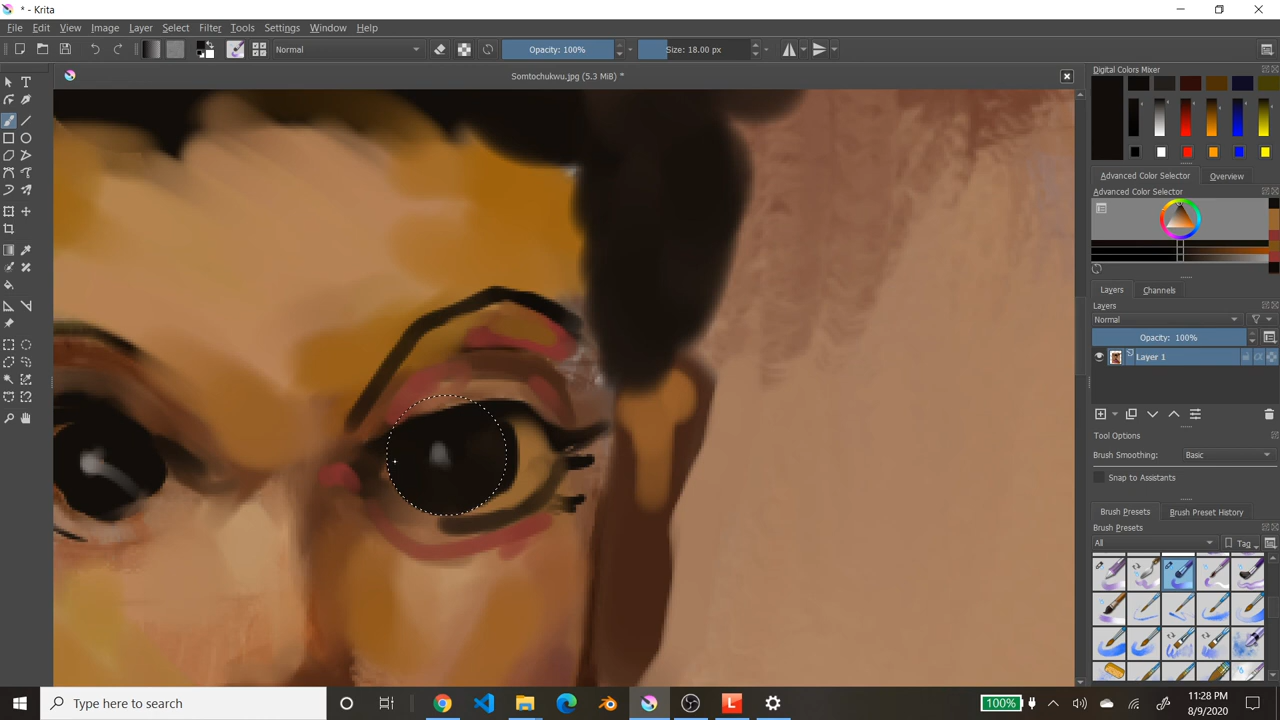 * - Krita
File Edit View Image Layer Select Filter Tools Settings Window Help
Normal Opacity: 100% Size: 18.00 px
Somtochukwu.jpg (5.3 MiB) *
Digital Colors Mixer
Advanced Color Selector Overview
Advanced Color Selector
Layers Channels
Layers
Normal
Opacity: 100%
Layer 1
Tool Options
Brush Smoothing: Basic
Snap to Assistants
Brush Presets Brush Preset History
Brush Presets
All Tag
Type here to search
100%
11:28 PM
8/9/2020